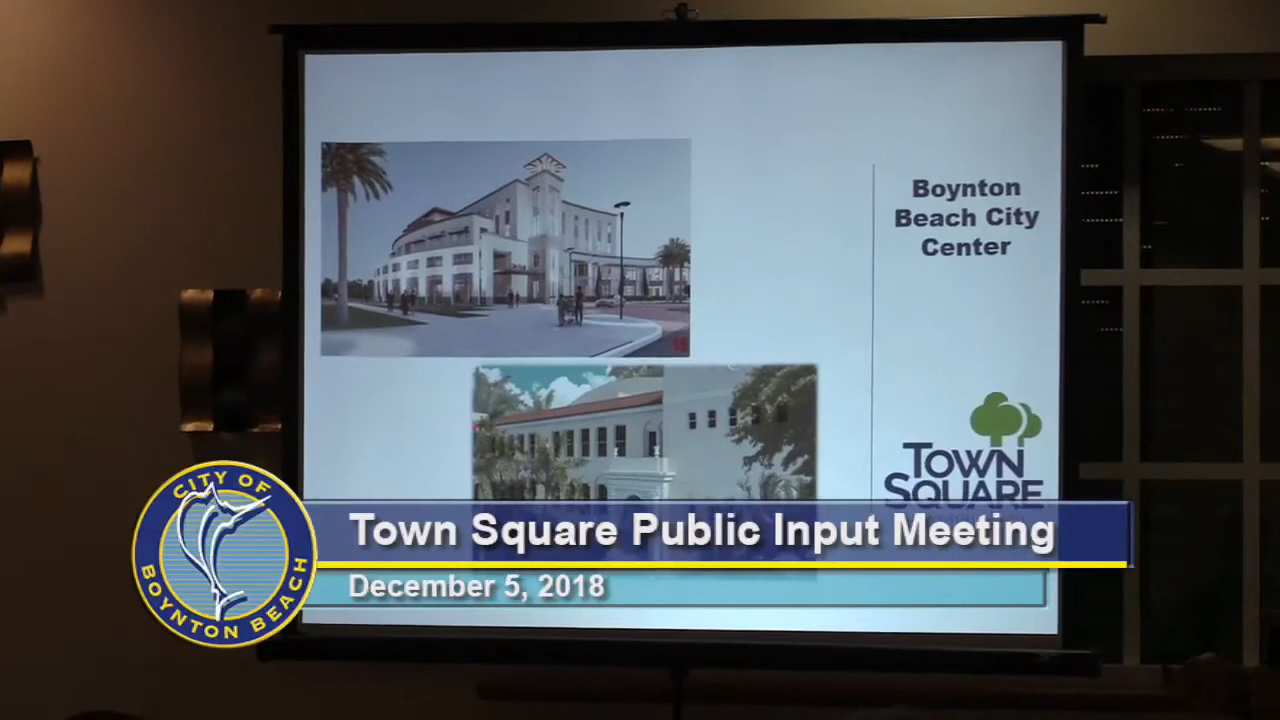 Boynton
Beach City
Center
TOWN
SQUARE
CITY OF
BOYNTON BEACH
Town Square Public Input Meeting
December 5, 2018